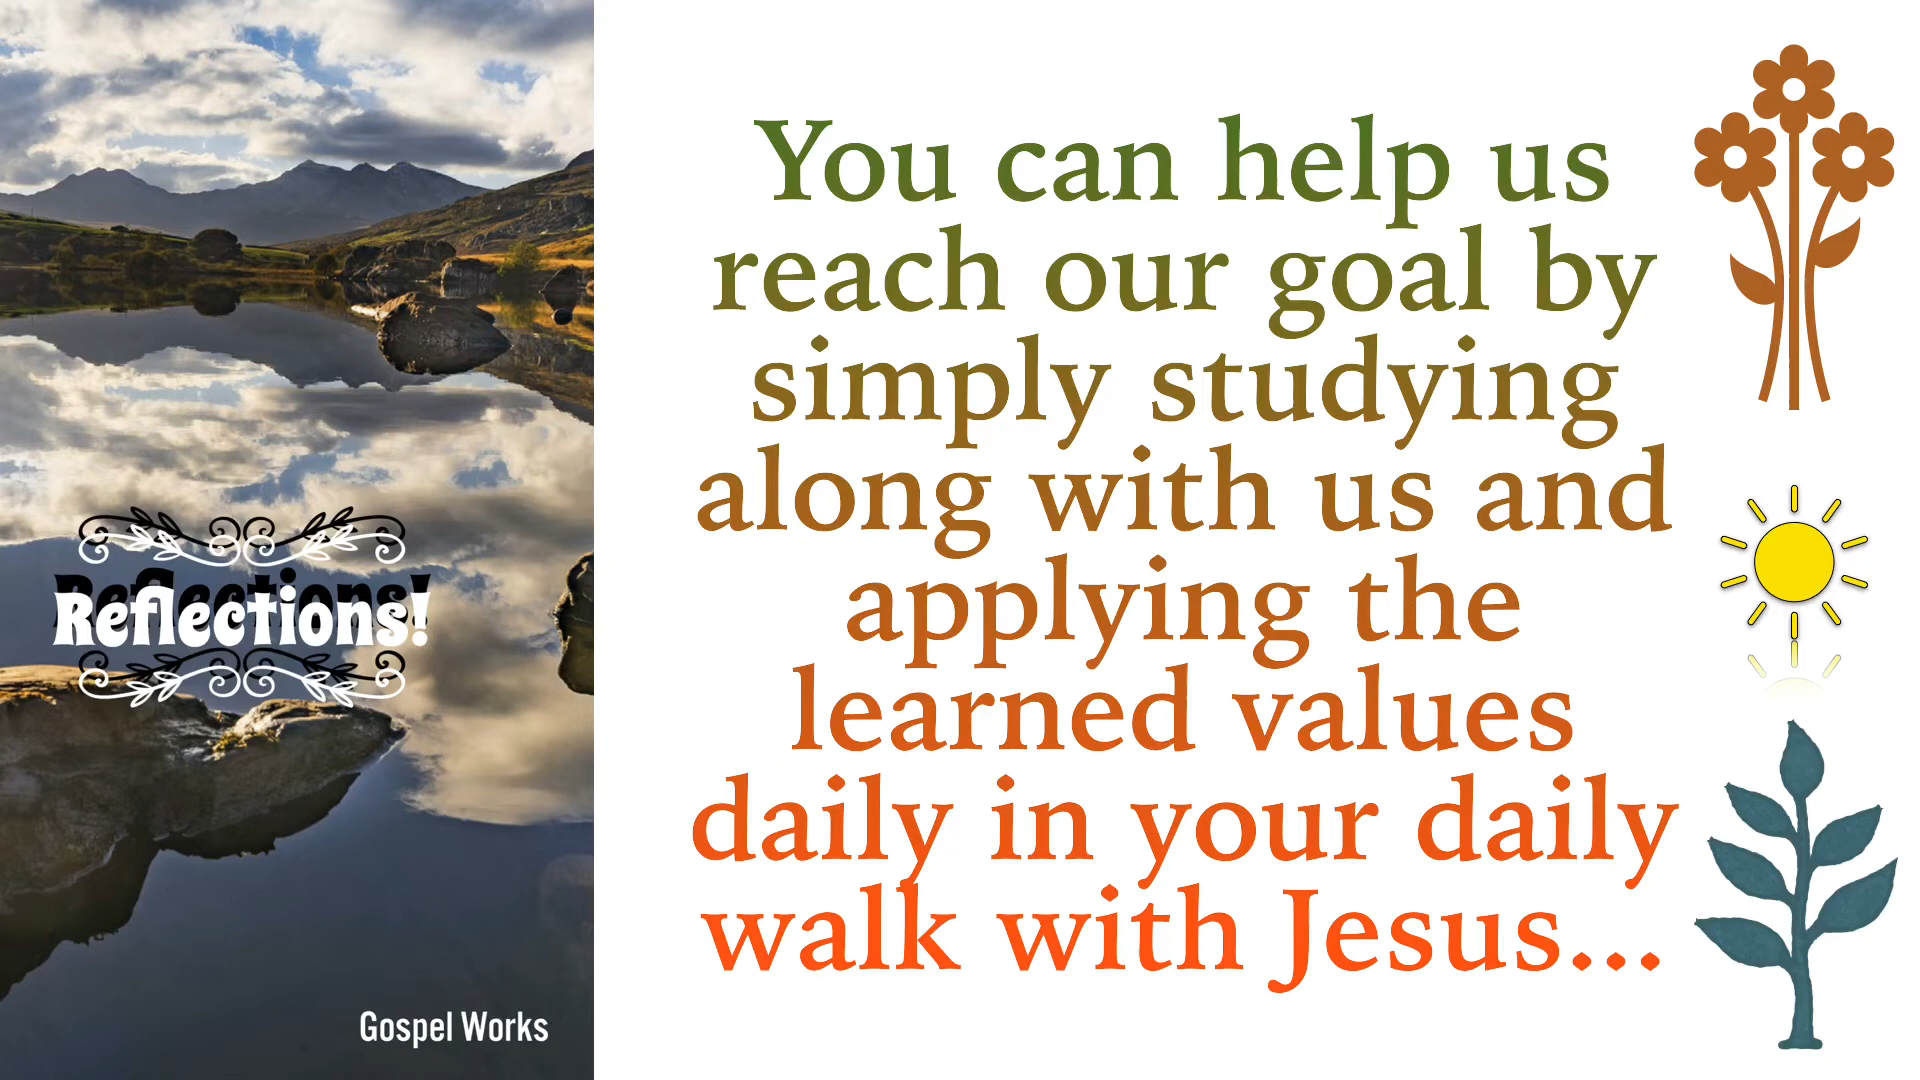 Reflections!
Gospel Works
You can help us
reach our goal by
simply studying
along with us and
applying the
learned values
daily in your daily
walk with Jesus...